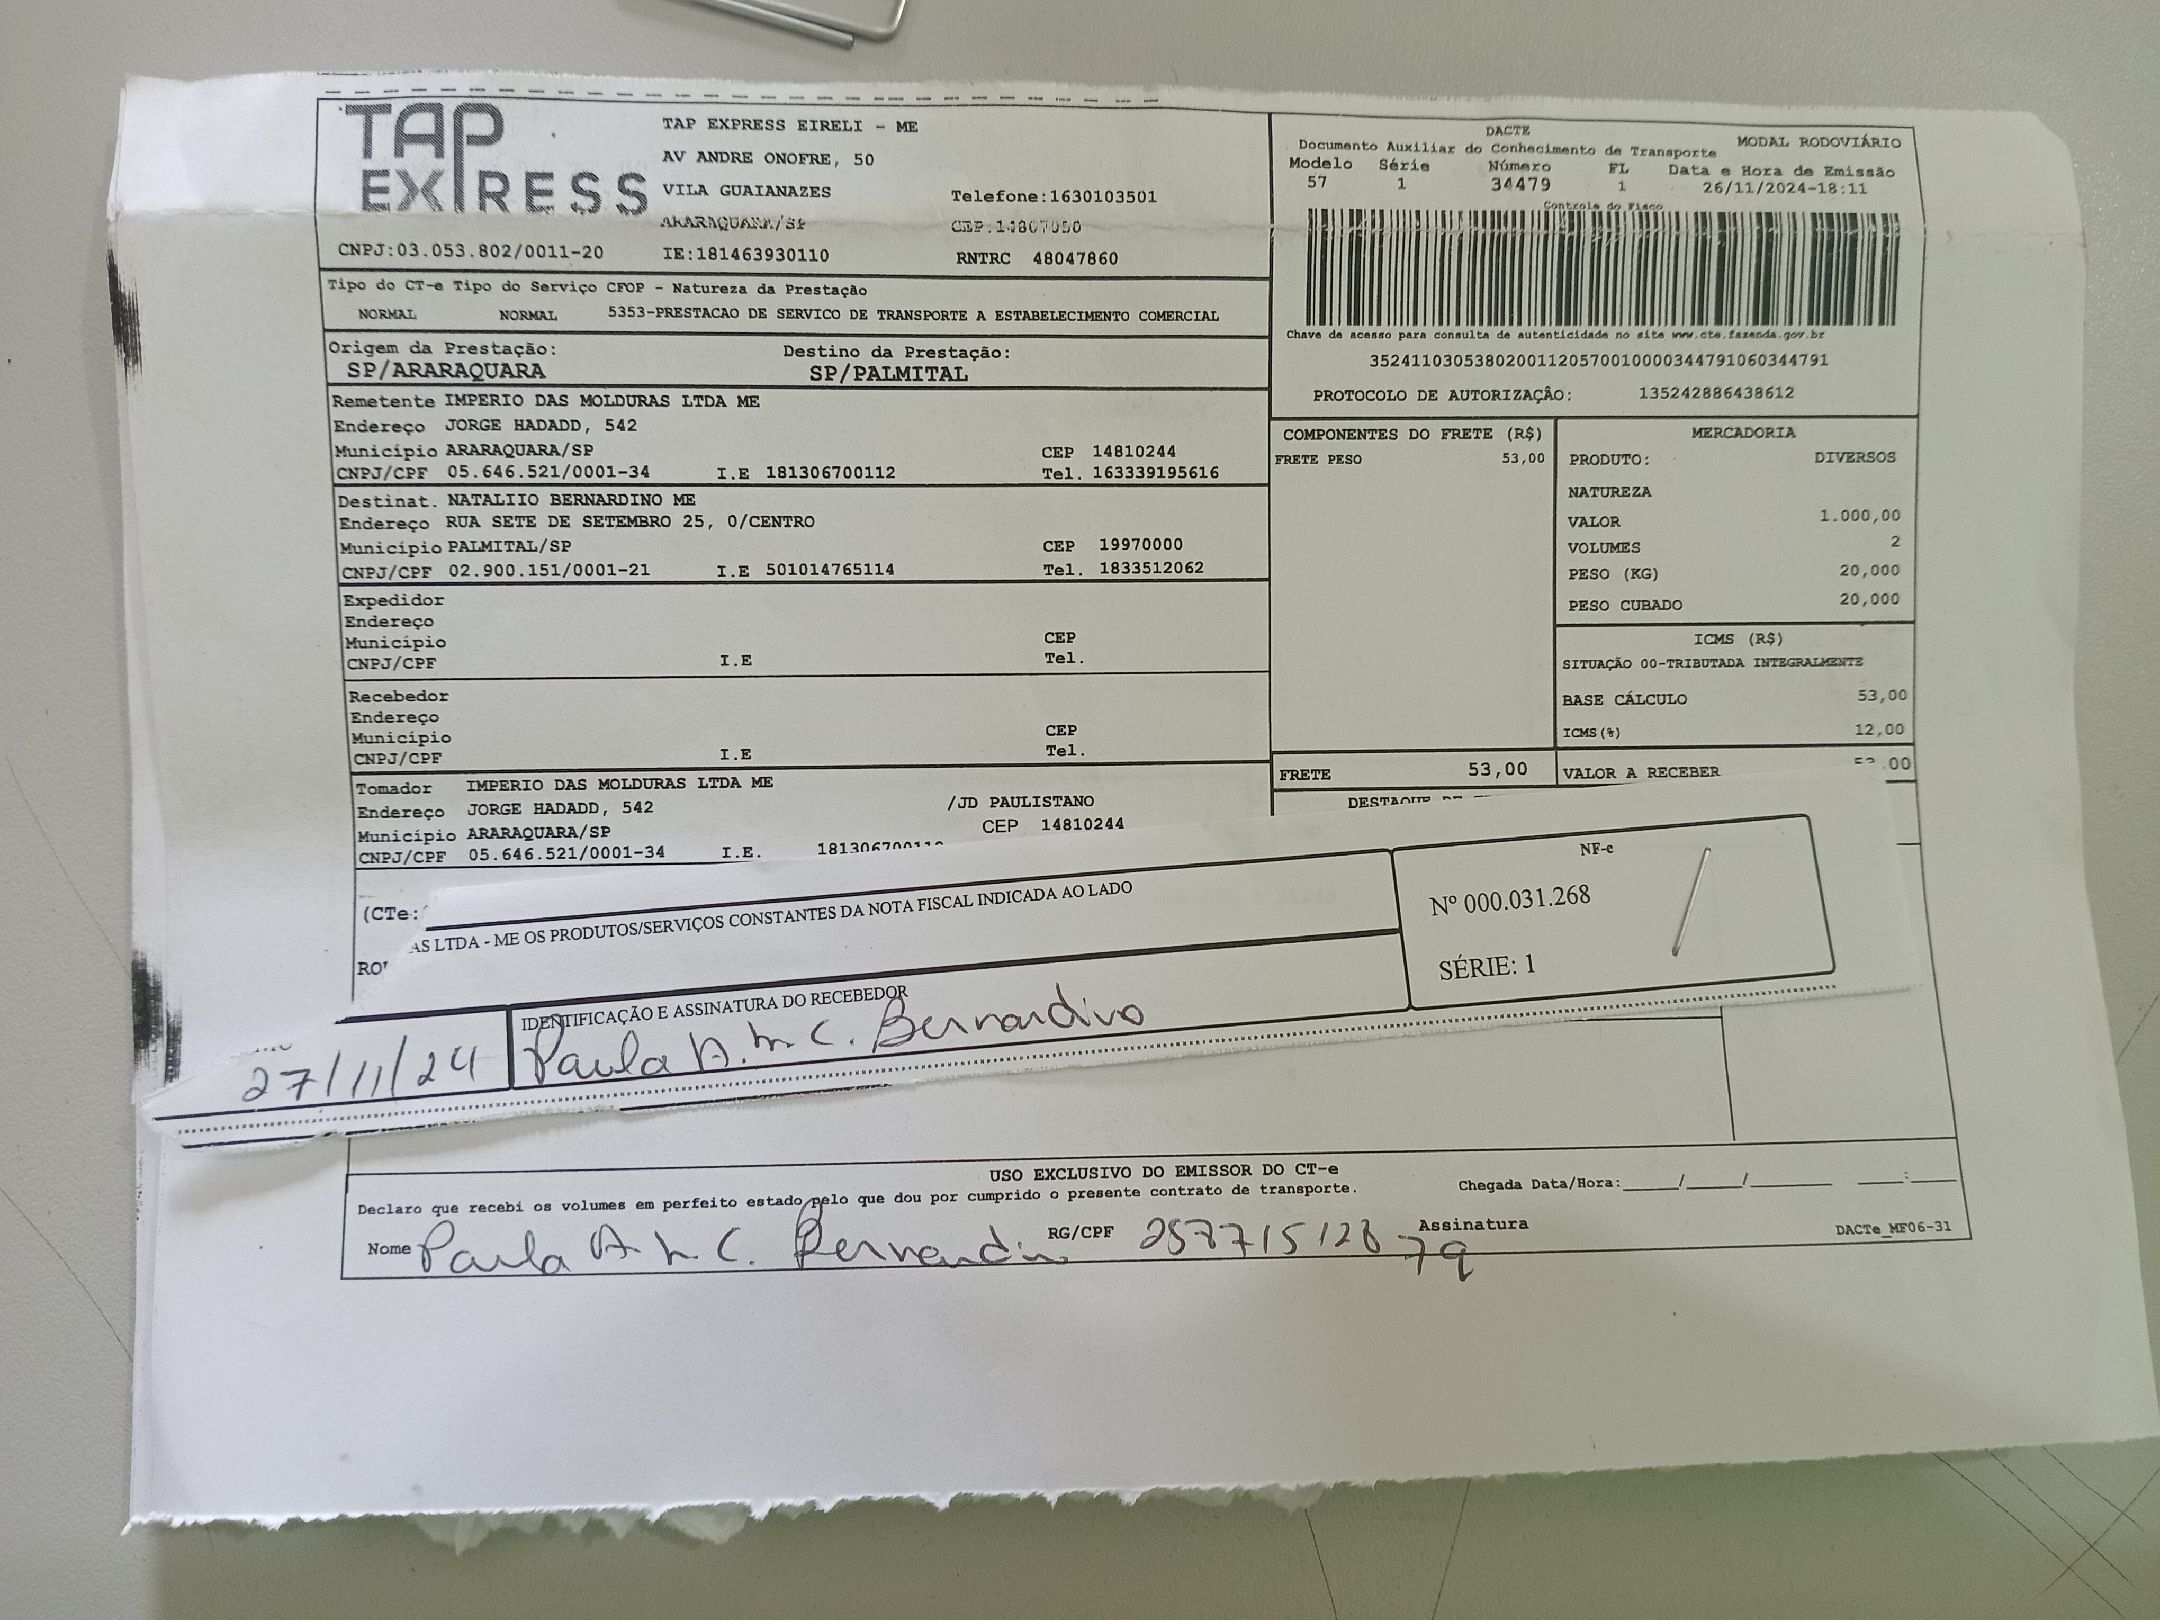 TAP EXPRESS
TAP EXPRESS EIRELI - ME
AV ANDRE ONOFRE, 50
VILA GUAIANAZES Telefone:1630103501
ARARAQUARA/SP CEP:14807050
CNPJ:03.053.802/0011-20 IE:181463930110 RNTRC 48047860
DACTE
Documento Auxiliar do Conhecimento de Transporte MODAL RODOVIÁRIO
Modelo Série Número FL Data e Hora de Emissão
57 1 34479 1 26/11/2024-18:11
Controle do Fisco
Chave de acesso para consulta de autenticidade no site www.cte.fazenda.gov.br
35241103053802001120570010000344791060344791
PROTOCOLO DE AUTORIZAÇÃO: 135242886438612
Tipo do CT-e Tipo do Serviço CFOP - Natureza da Prestação
NORMAL NORMAL 5353-PRESTACAO DE SERVICO DE TRANSPORTE A ESTABELECIMENTO COMERCIAL
Origem da Prestação: Destino da Prestação:
SP/ARARAQUARA SP/PALMITAL
Remetente IMPERIO DAS MOLDURAS LTDA ME
Endereço JORGE HADADD, 542
Município ARARAQUARA/SP CEP 14810244
CNPJ/CPF 05.646.521/0001-34 I.E 181306700112 Tel. 163339195616
Destinat. NATALIIO BERNARDINO ME
Endereço RUA SETE DE SETEMBRO 25, 0/CENTRO
Município PALMITAL/SP CEP 19970000
CNPJ/CPF 02.900.151/0001-21 I.E 501014765114 Tel. 1833512062
Expedidor
Endereço
Município CEP
CNPJ/CPF I.E Tel.
Recebedor
Endereço
Município CEP
CNPJ/CPF I.E Tel.
Tomador IMPERIO DAS MOLDURAS LTDA ME
Endereço JORGE HADADD, 542 /JD PAULISTANO
Município ARARAQUARA/SP CEP 14810244
CNPJ/CPF 05.646.521/0001-34 I.E. 181306700112
COMPONENTES DO FRETE (R$)
FRETE PESO 53,00
FRETE 53,00
MERCADORIA
PRODUTO: DIVERSOS
NATUREZA
VALOR 1.000,00
VOLUMES 2
PESO (KG) 20,000
PESO CUBADO 20,000
ICMS (R$)
SITUAÇÃO 00-TRIBUTADA INTEGRALMENTE
BASE CÁLCULO 53,00
ICMS(%) 12,00
VALOR A RECEBER 53,00
DESTAQUE
(CTe:
AS LTDA - ME OS PRODUTOS/SERVIÇOS CONSTANTES DA NOTA FISCAL INDICADA AO LADO
NF-e
Nº 000.031.268
SÉRIE: 1
IDENTIFICAÇÃO E ASSINATURA DO RECEBEDOR
27/11/24 Paula A.M C. Bernardino
USO EXCLUSIVO DO EMISSOR DO CT-e
Declaro que recebi os volumes em perfeito estado pelo que dou por cumprido o presente contrato de transporte. Chegada Data/Hora:____/____/______ ___:___
Nome Paula A M C. Bernardin RG/CPF Assinatura DACTe_MF06-31